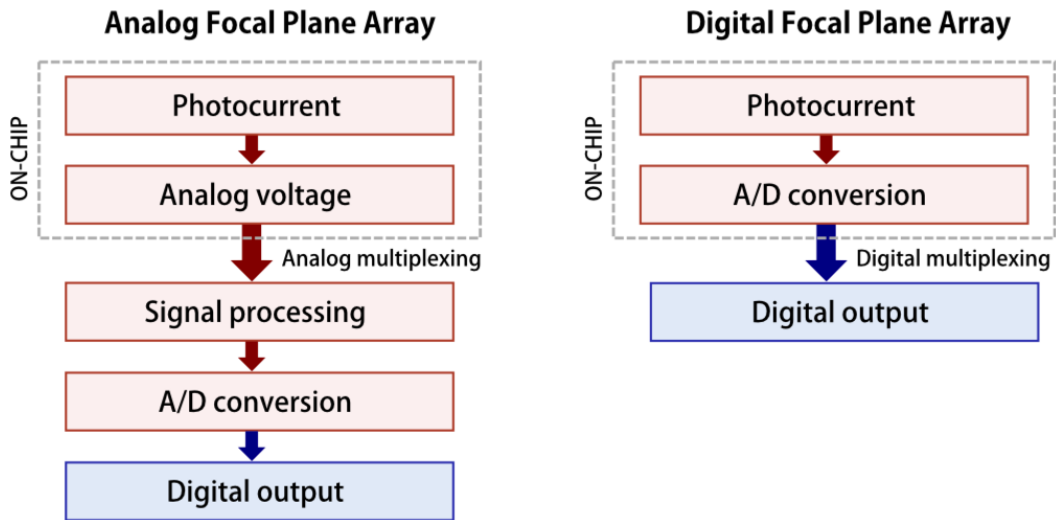 Analog Focal Plane Array
ON-CHIP
Photocurrent
Analog voltage
Analog multiplexing
Signal processing
A/D conversion
Digital output
Digital Focal Plane Array
ON-CHIP
Photocurrent
A/D conversion
Digital multiplexing
Digital output